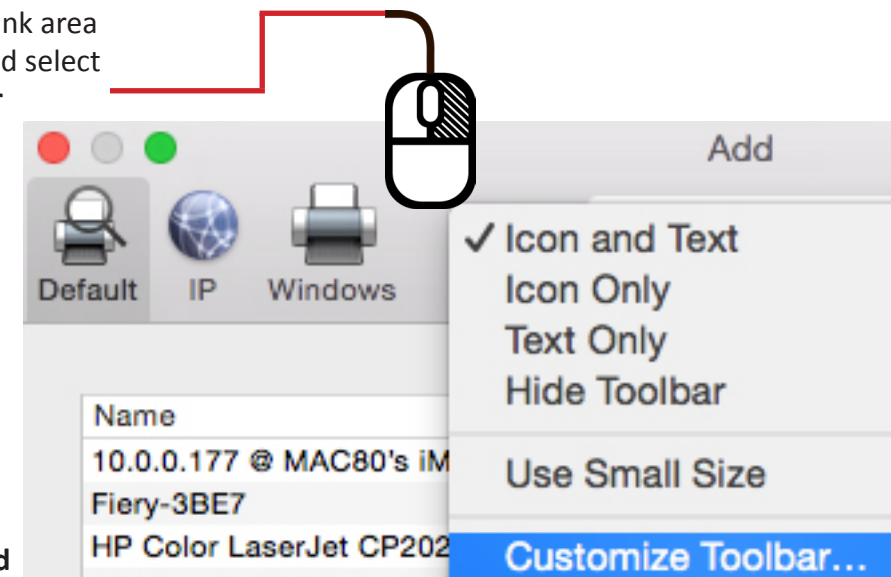 nk area
d select
Add
Default IP Windows
✓ Icon and Text
Icon Only
Text Only
Hide Toolbar
Use Small Size
Customize Toolbar...
Name
10.0.0.177 @ MAC80's iM
Fiery-3BE7
HP Color LaserJet CP202
d